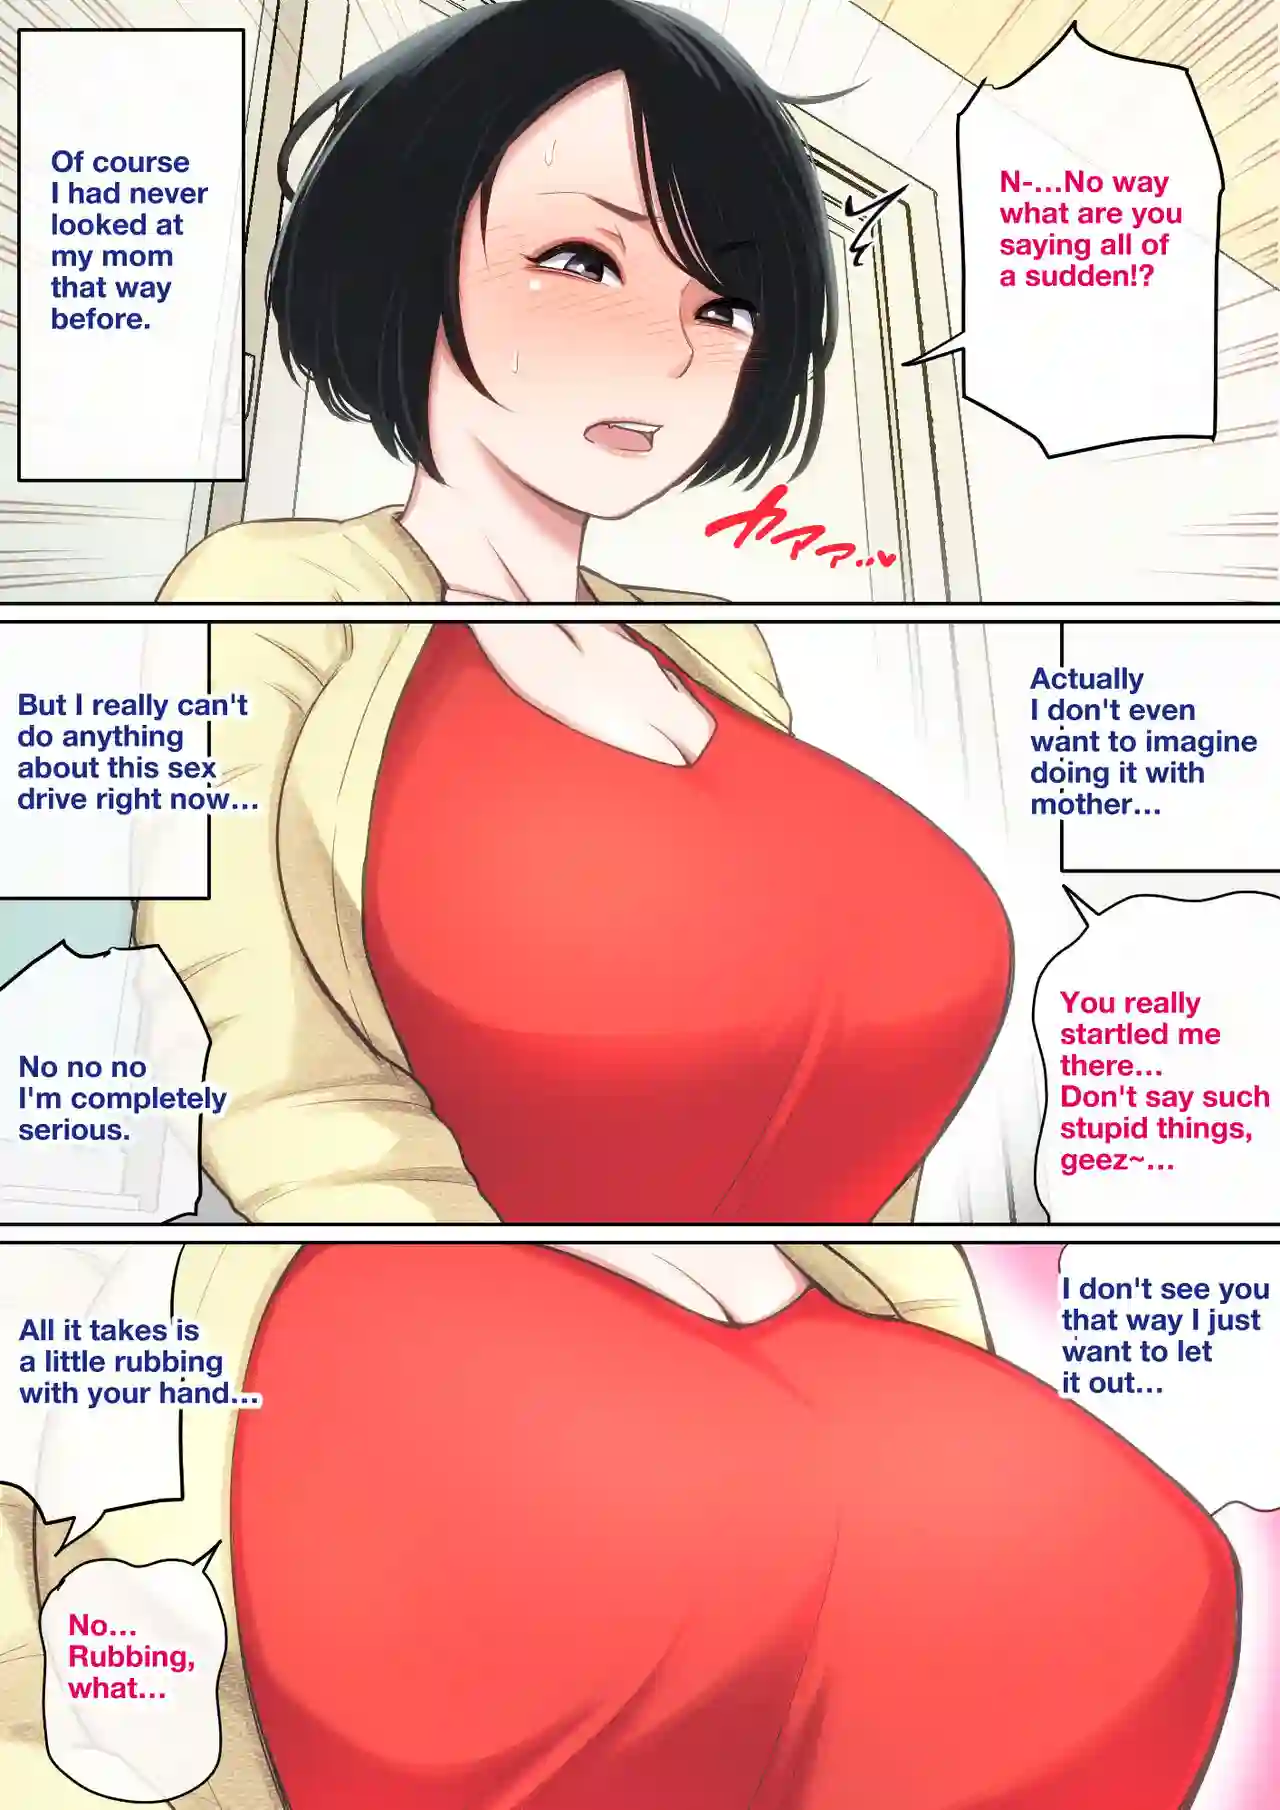 Of course
I had never
looked at
my mom
that way
before.
N-...No way
what are you
saying all of
a sudden!?
カァァァ..♥
But I really can't
do anything
about this sex
drive right now...
Actually
I don't even
want to imagine
doing it with
mother...
You really
startled me
there...
Don't say such
stupid things,
geez~...
No no no
I'm completely
serious.
I don't see you
that way I just
want to let
it out...
All it takes is
a little rubbing
with your hand...
No...
Rubbing,
what...